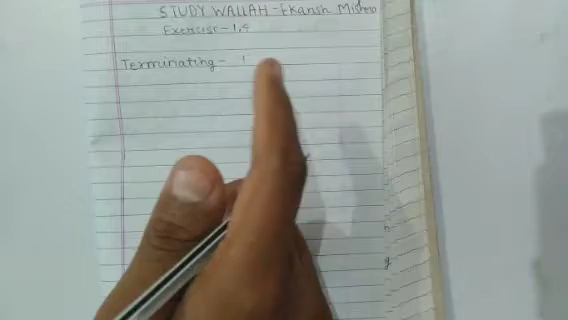 STUDY WALLAH - Ekansh Mishra
Exercise - 1.4
Terminating -